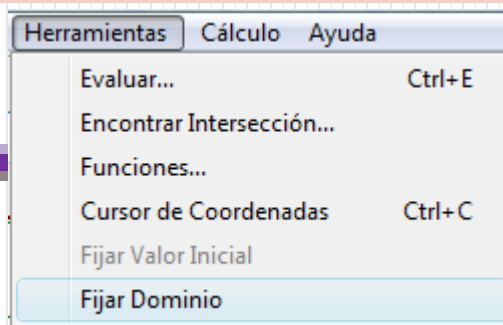 Herramientas Cálculo Ayuda
Evaluar... Ctrl+E
Encontrar Intersección...
Funciones...
Cursor de Coordenadas Ctrl+C
Fijar Valor Inicial
Fijar Dominio